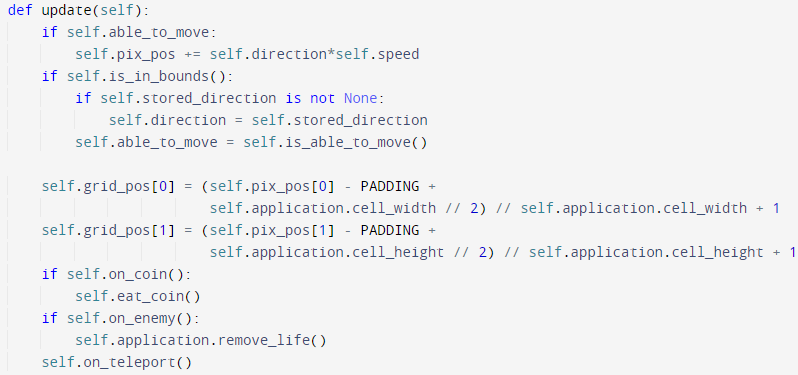 def update(self):
    if self.able_to_move:
        self.pix_pos += self.direction*self.speed
    if self.is_in_bounds():
        if self.stored_direction is not None:
            self.direction = self.stored_direction
        self.able_to_move = self.is_able_to_move()

    self.grid_pos[0] = (self.pix_pos[0] - PADDING +
                        self.application.cell_width // 2) // self.application.cell_width + 1
    self.grid_pos[1] = (self.pix_pos[1] - PADDING +
                        self.application.cell_height // 2) // self.application.cell_height + 1
    if self.on_coin():
        self.eat_coin()
    if self.on_enemy():
        self.application.remove_life()
    self.on_teleport()